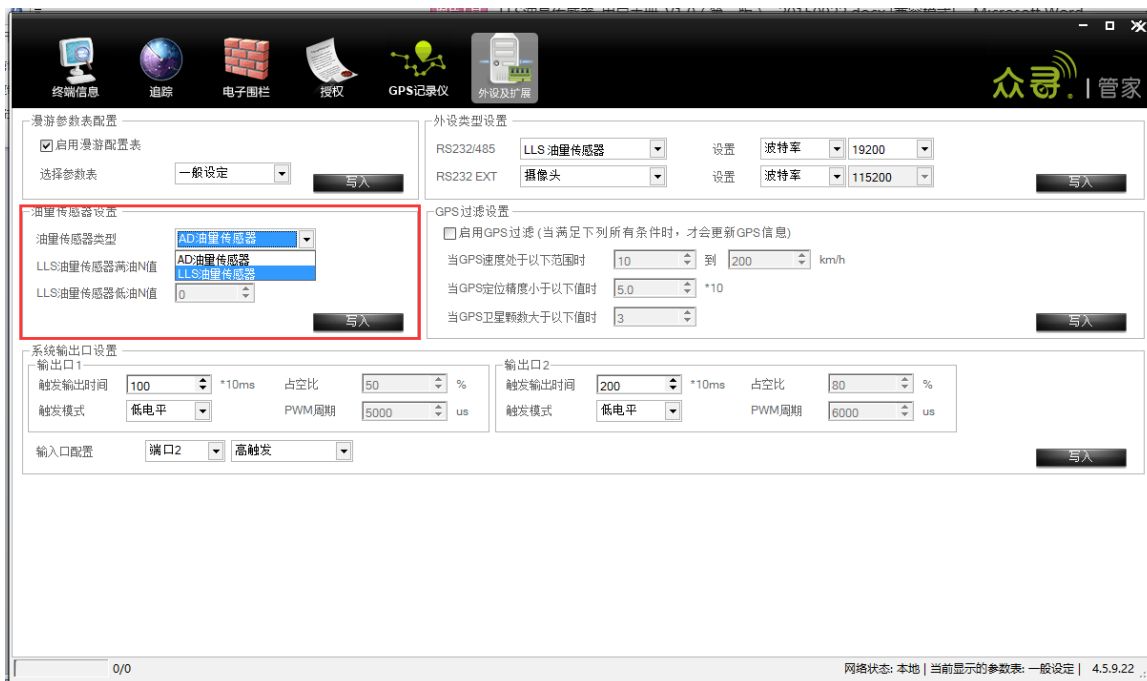 终端信息 追踪 电子围栏 授权 GPS记录仪 外设及扩展
众寻. | 管家
漫游参数表配置
启用漫游配置表
选择参数表 一般设定 写入
外设类型设置
RS232/485 LLS 油量传感器 设置 波特率 19200
RS232 EXT 摄像头 设置 波特率 115200 写入
油量传感器设置
油量传感器类型 AD油量传感器
AD油量传感器
LLS油量传感器满油N值 LLS油量传感器
LLS油量传感器低油N值 0
写入
GPS过滤设置
启用GPS过滤 (当满足下列所有条件时，才会更新GPS信息)
当GPS速度处于以下范围时 10 到 200 km/h
当GPS定位精度小于以下值时 5.0 *10
当GPS卫星颗数大于以下值时 3 写入
系统输出口设置
输出口1
触发输出时间 100 *10ms 占空比 50 %
触发模式 低电平 PWM周期 5000 us
输出口2
触发输出时间 200 *10ms 占空比 80 %
触发模式 低电平 PWM周期 6000 us
输入口配置 端口2 高触发 写入
0/0 网络状态: 本地 | 当前显示的参数表: 一般设定 | 4.5.9.22